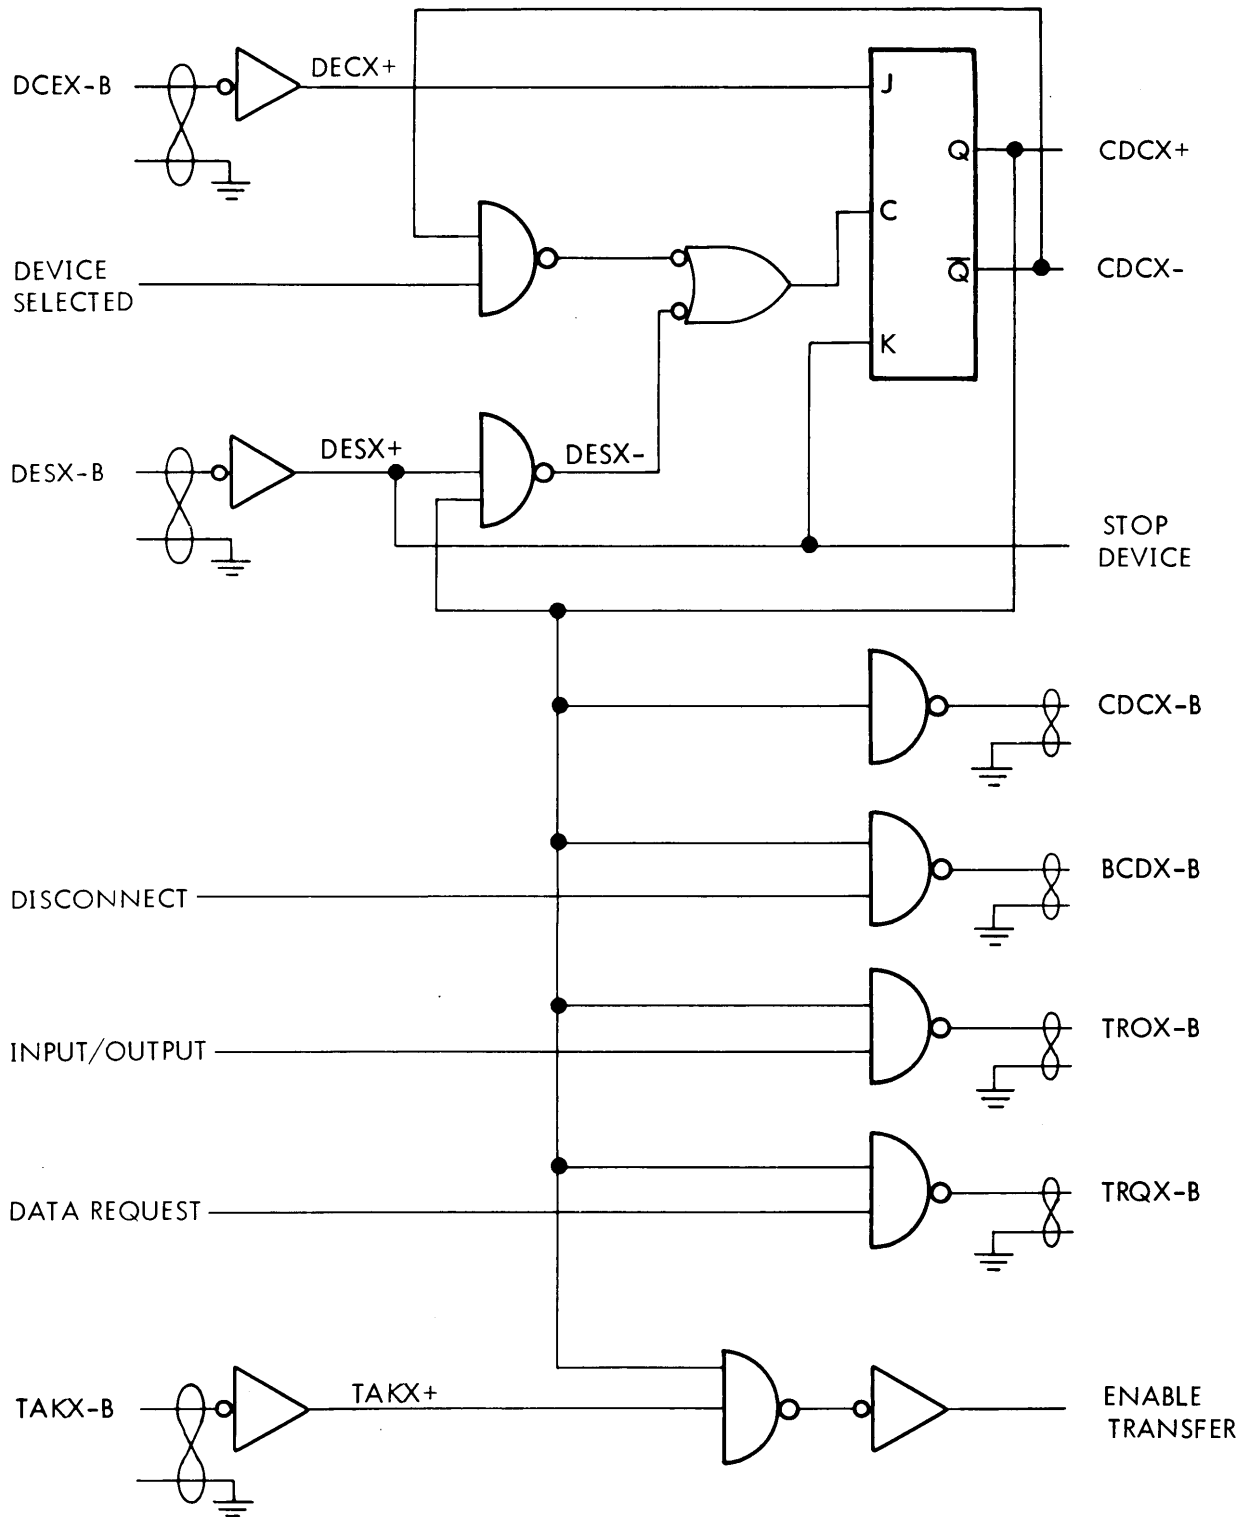 DCEX-B
DECX+
J
Q
CDCX+
C
DEVICE
SELECTED
Q
CDCX-
K
DESX-B
DESX+
DESX-
STOP
DEVICE
CDCX-B
DISCONNECT
BCDX-B
INPUT/OUTPUT
TROX-B
DATA REQUEST
TRQX-B
TAKX-B
TAKX+
ENABLE
TRANSFER